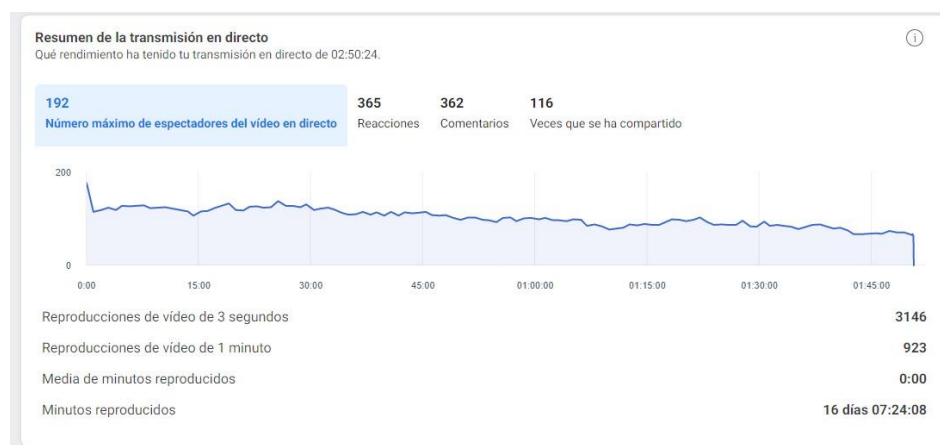 Resumen de la transmisión en directo
Qué rendimiento ha tenido tu transmisión en directo de 02:50:24.
192 365 362 116
Número máximo de espectadores del vídeo en directo Reacciones Comentarios Veces que se ha compartido
200
0
0:00 15:00 30:00 45:00 01:00:00 01:15:00 01:30:00 01:45:00
Reproducciones de vídeo de 3 segundos 3146
Reproducciones de vídeo de 1 minuto 923
Media de minutos reproducidos 0:00
Minutos reproducidos 16 días 07:24:08